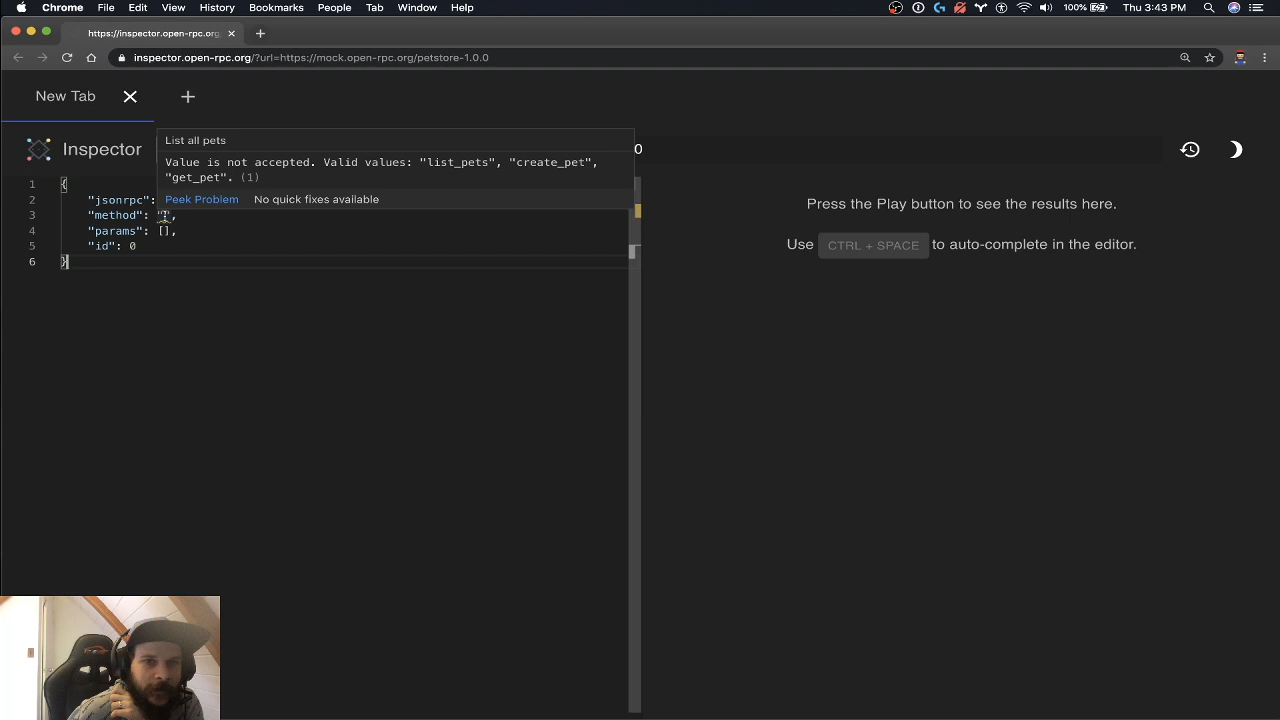 Chrome File Edit View History Bookmarks People Tab Window Help 100% Thu 3:43 PM
https://inspector.open-rpc.org
inspector.open-rpc.org/?url=https://mock.open-rpc.org/petstore-1.0.0
New Tab
List all pets
Inspector 0
Value is not accepted. Valid values: "list_pets", "create_pet",
"get_pet". (1)
1 {
Peek Problem No quick fixes available
2 "jsonrpc":
3 "method": "",
4 "params": [],
5 "id": 0
6 }
Press the Play button to see the results here.
Use CTRL + SPACE to auto-complete in the editor.